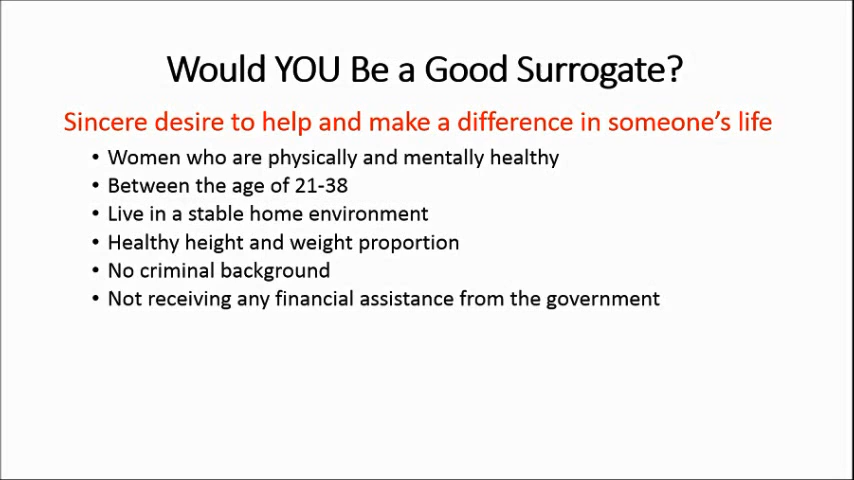 Would YOU Be a Good Surrogate?
Sincere desire to help and make a difference in someone’s life
• Women who are physically and mentally healthy
• Between the age of 21-38
• Live in a stable home environment
• Healthy height and weight proportion
• No criminal background
• Not receiving any financial assistance from the government